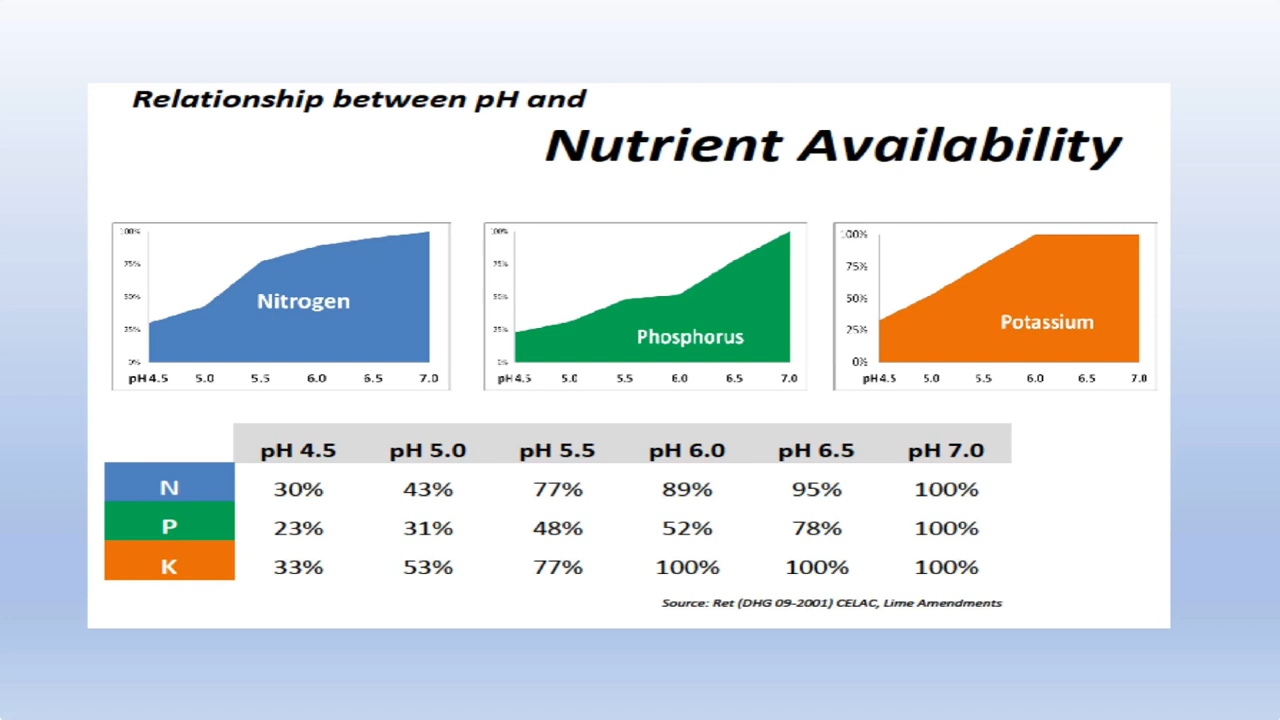 Relationship between pH and
Nutrient Availability
100%
75%
50%
25%
0%
Nitrogen
pH 4.5 5.0 5.5 6.0 6.5 7.0
100%
75%
50%
25%
0%
Phosphorus
pH 4.5 5.0 5.5 6.0 6.5 7.0
100%
75%
50%
25%
0%
Potassium
pH 4.5 5.0 5.5 6.0 6.5 7.0
pH 4.5 pH 5.0 pH 5.5 pH 6.0 pH 6.5 pH 7.0
N 30% 43% 77% 89% 95% 100%
P 23% 31% 48% 52% 78% 100%
K 33% 53% 77% 100% 100% 100%
Source: Ret (DHG 09-2001) CELAC, Lime Amendments